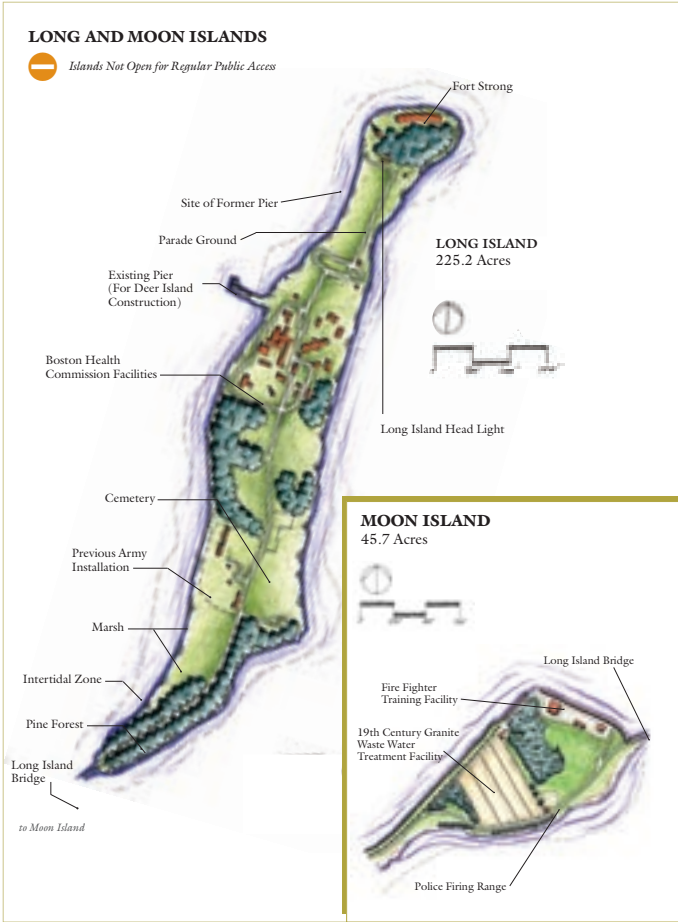 LONG AND MOON ISLANDS
Islands Not Open for Regular Public Access
Fort Strong
Site of Former Pier
Parade Ground
LONG ISLAND
225.2 Acres
Existing Pier
(For Deer Island
Construction)
Boston Health
Commission Facilities
Long Island Head Light
Cemetery
Previous Army
Installation
Marsh
Intertidal Zone
Pine Forest
Long Island
Bridge
to Moon Island
MOON ISLAND
45.7 Acres
Long Island Bridge
Fire Fighter
Training Facility
19th Century Granite
Waste Water
Treatment Facility
Police Firing Range